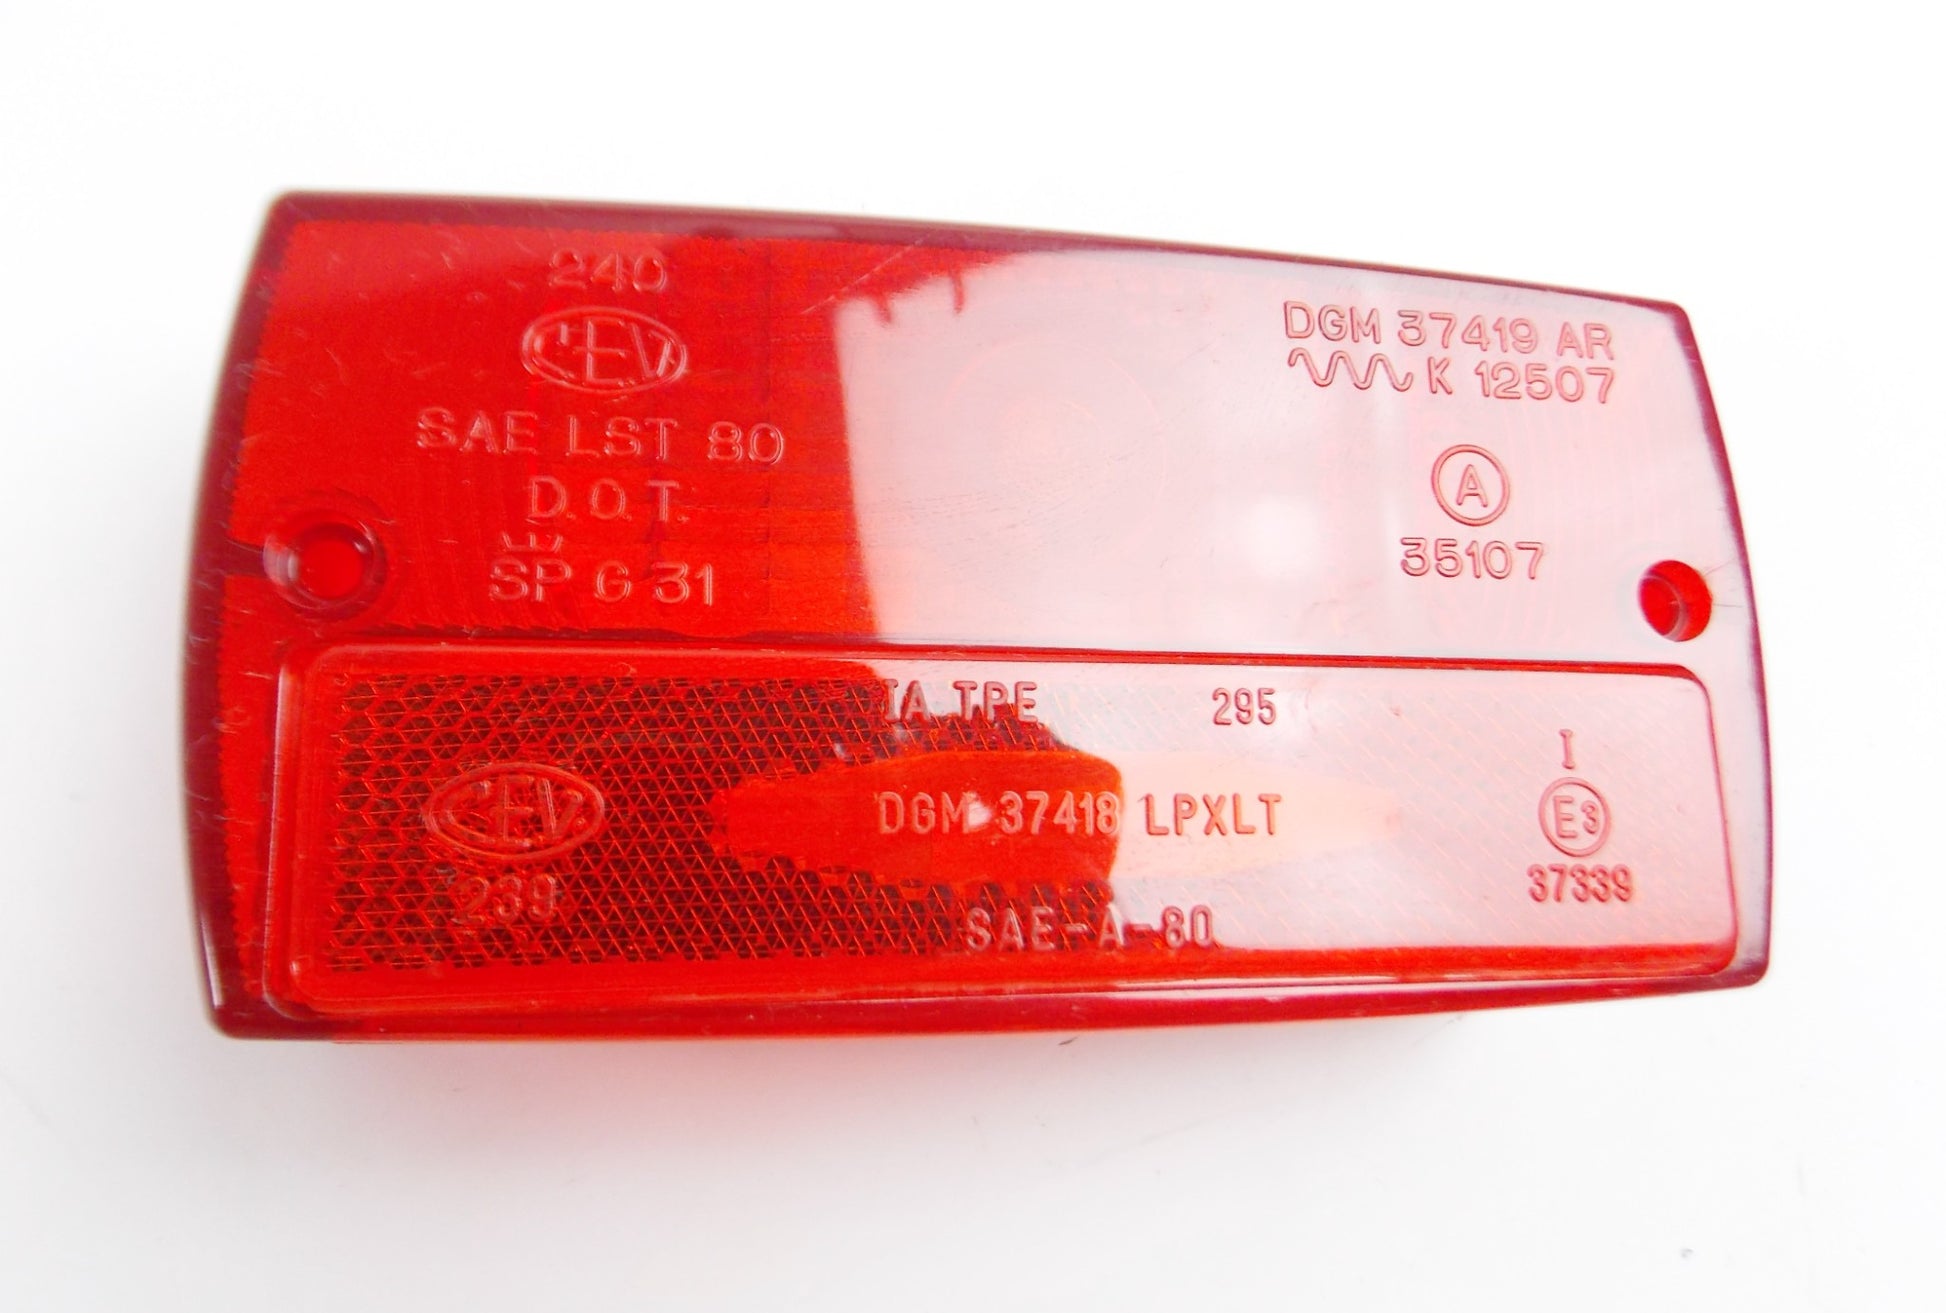 240
CEV
SAE LST 80
D.O.T.
SP G 31
DGM 37419 AR
K 12507
A
35107
IA TPE 295
CEV
239
DGM 37418 LPXLT
SAE-A-80
I
E3
37339